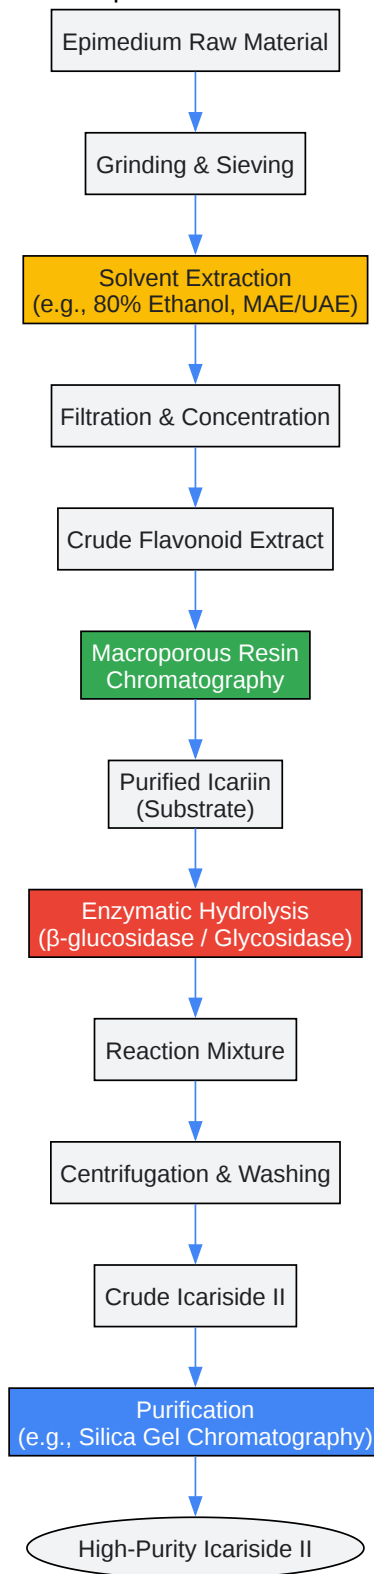 Epimedium Raw Material
Grinding & Sieving
Solvent Extraction
(e.g., 80% Ethanol, MAE/UAE)
Filtration & Concentration
Crude Flavonoid Extract
Macroporous Resin
Chromatography
Purified Icariin
(Substrate)
Enzymatic Hydrolysis
(β-glucosidase / Glycosidase)
Reaction Mixture
Centrifugation & Washing
Crude Icariside II
Purification
(e.g., Silica Gel Chromatography)
High-Purity Icariside II